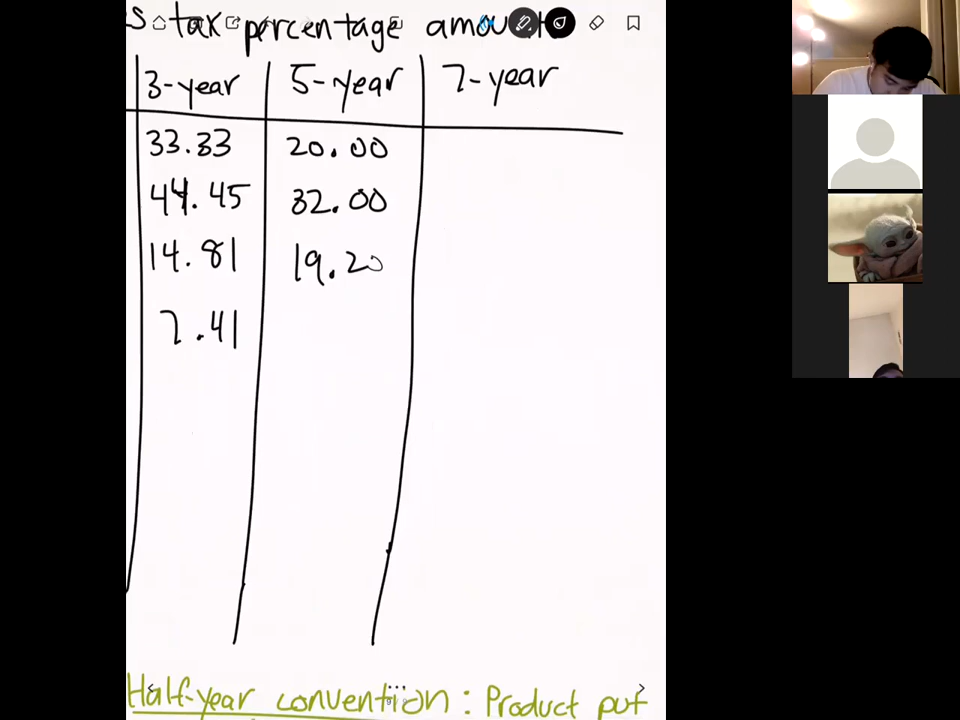 s tax percentage amounts
3-year 5-year 7-year
33.33 20.00
44.45 32.00
14.81 19.20
7.41
Half-year convention: Product put